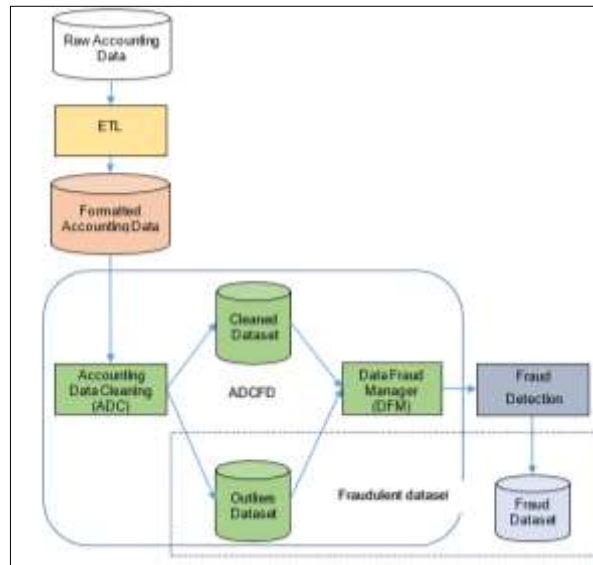 Raw Accounting
Data
ETL
Formatted
Accounting Data
Cleaned
Dataset
Accounting
Data Cleaning
(ADC)
ADCFD
Data Fraud
Manager
(DFM)
Fraud
Detection
Outliers
Dataset
Fraudulent dataset
Fraud
Dataset